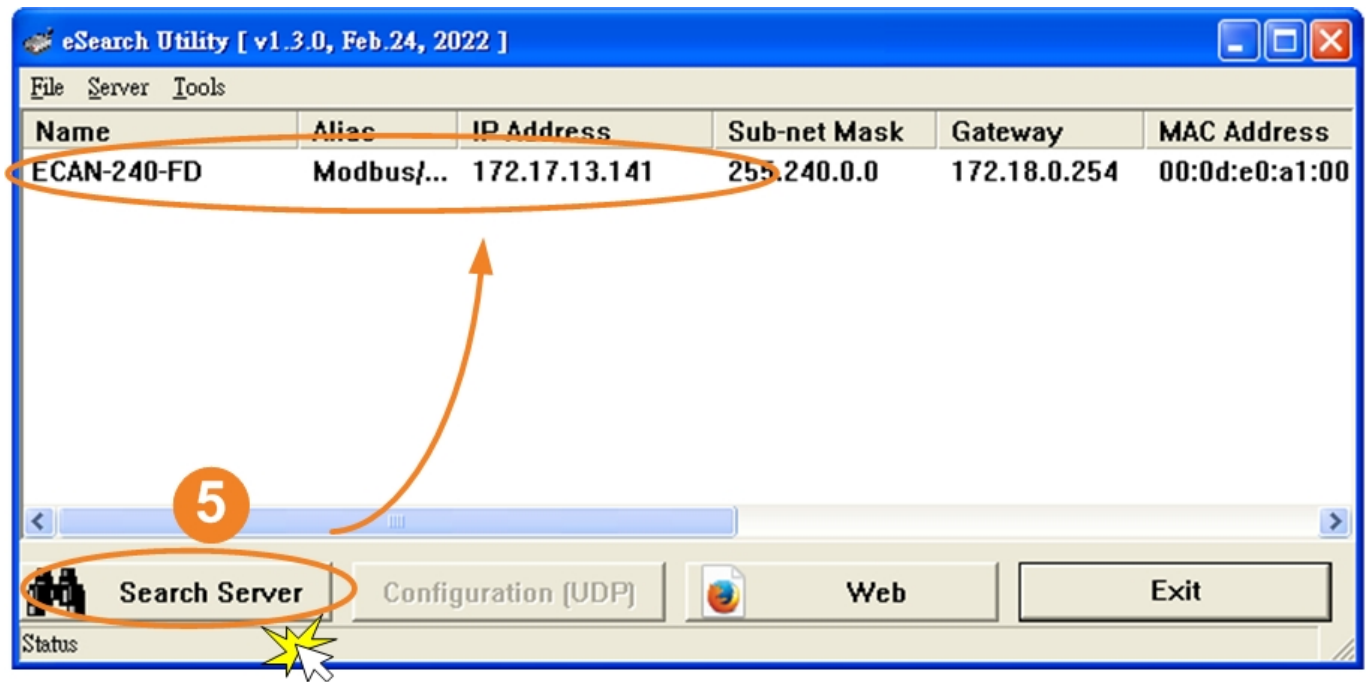 eSearch Utility [ v1.3.0, Feb.24, 2022 ]
File Server Tools
Name Alias IP Address Sub-net Mask Gateway MAC Address
ECAN-240-FD Modbus/... 172.17.13.141 255.240.0.0 172.18.0.254 00:0d:e0:a1:00
5
Search Server Configuration (UDP) Web Exit
Status